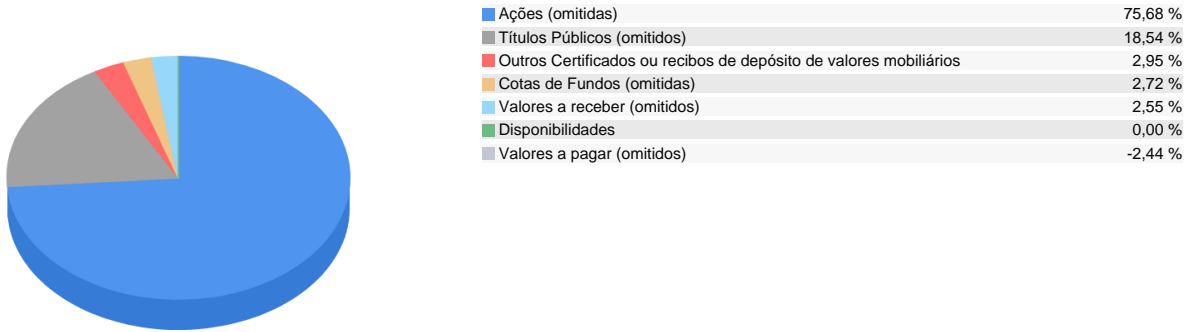 Ações (omitidas) 75,68 %
Títulos Públicos (omitidos) 18,54 %
Outros Certificados ou recibos de depósito de valores mobiliários 2,95 %
Cotas de Fundos (omitidas) 2,72 %
Valores a receber (omitidos) 2,55 %
Disponibilidades 0,00 %
Valores a pagar (omitidos) -2,44 %